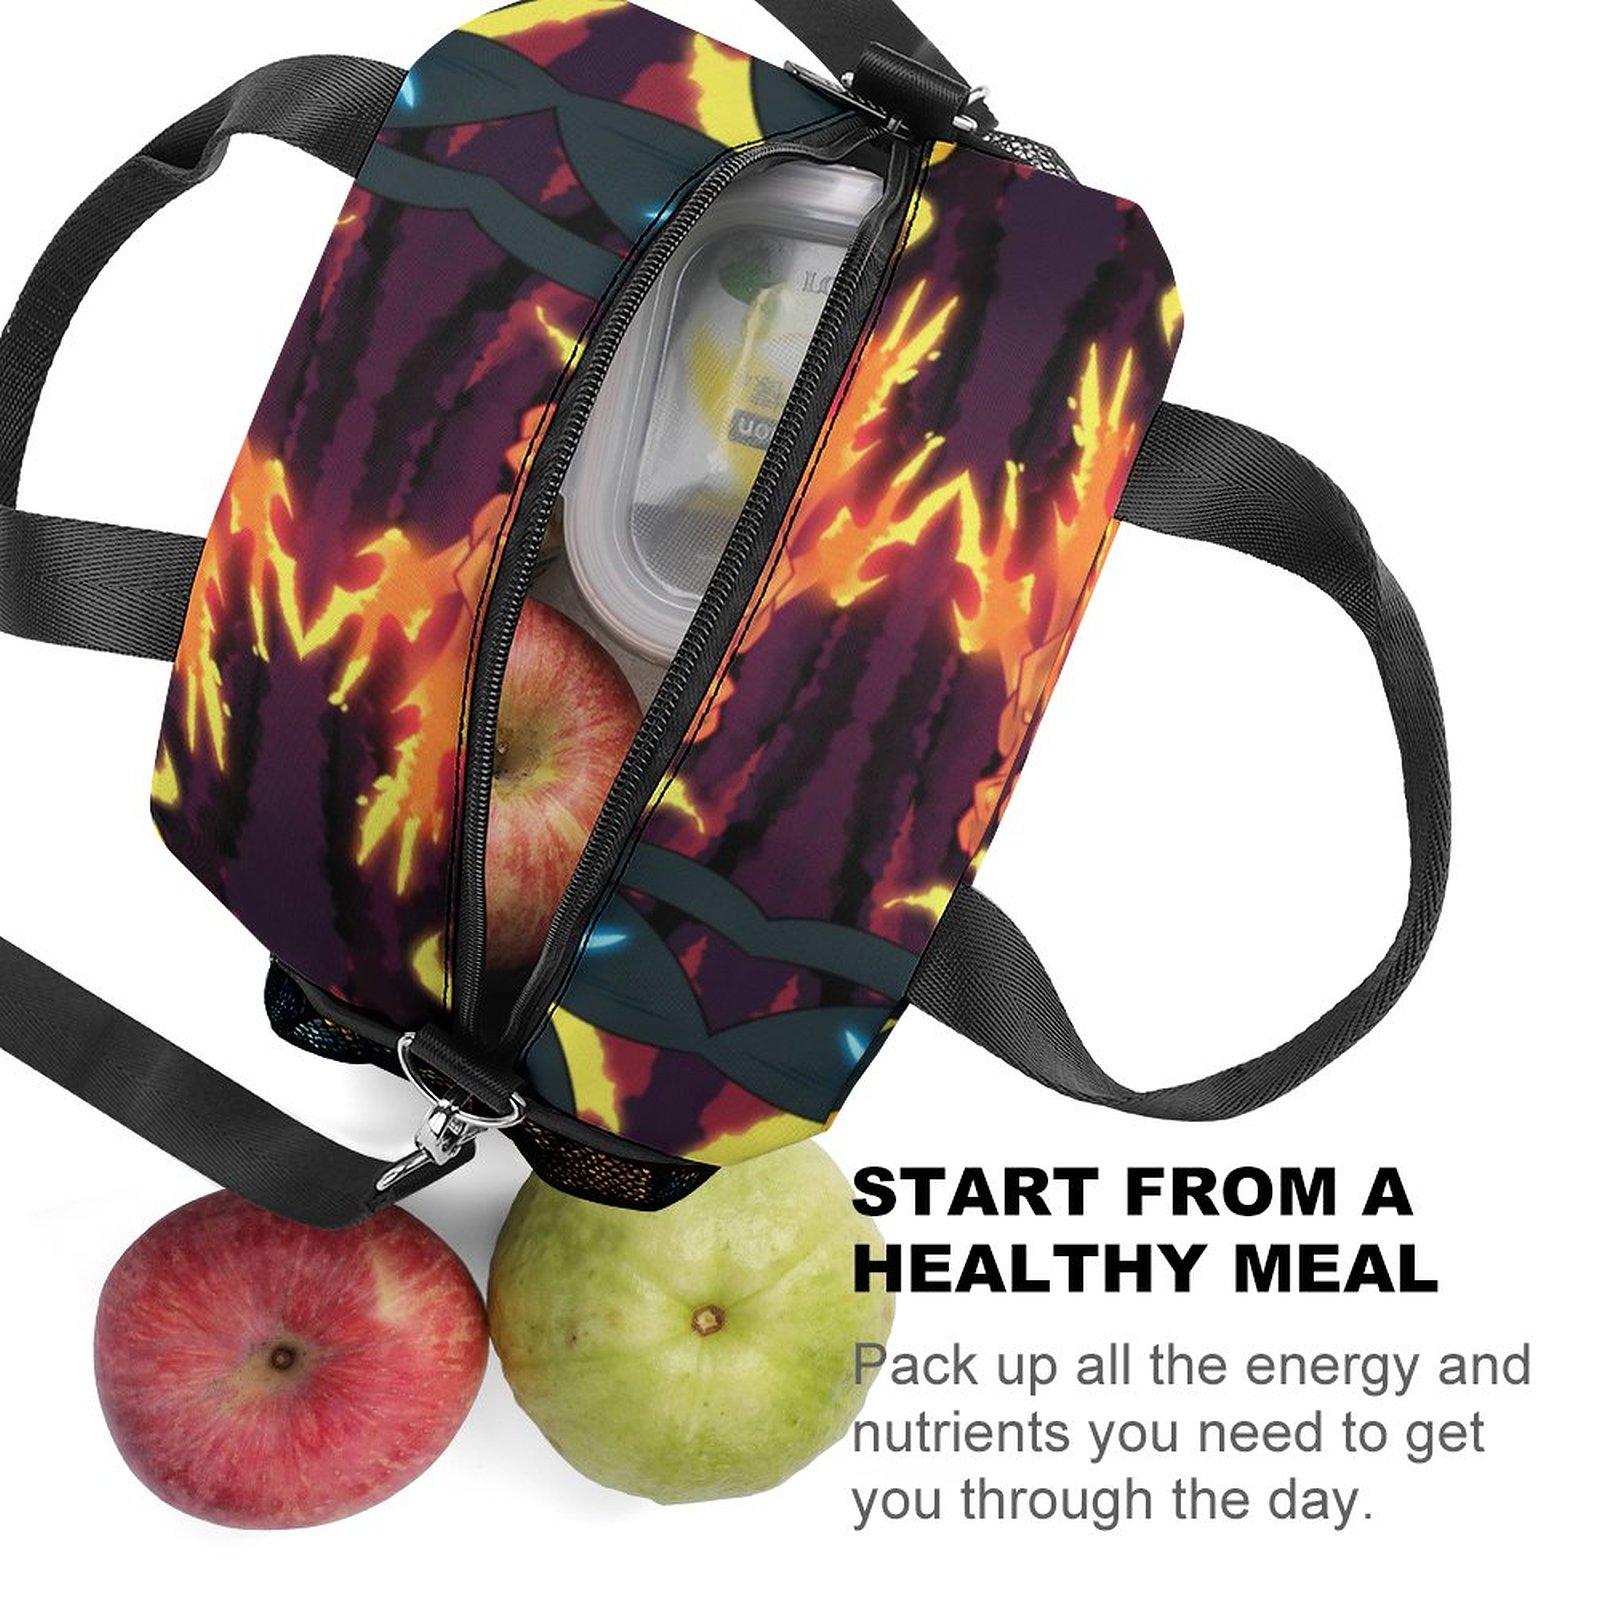 START FROM A
HEALTHY MEAL
Pack up all the energy and
nutrients you need to get
you through the day.